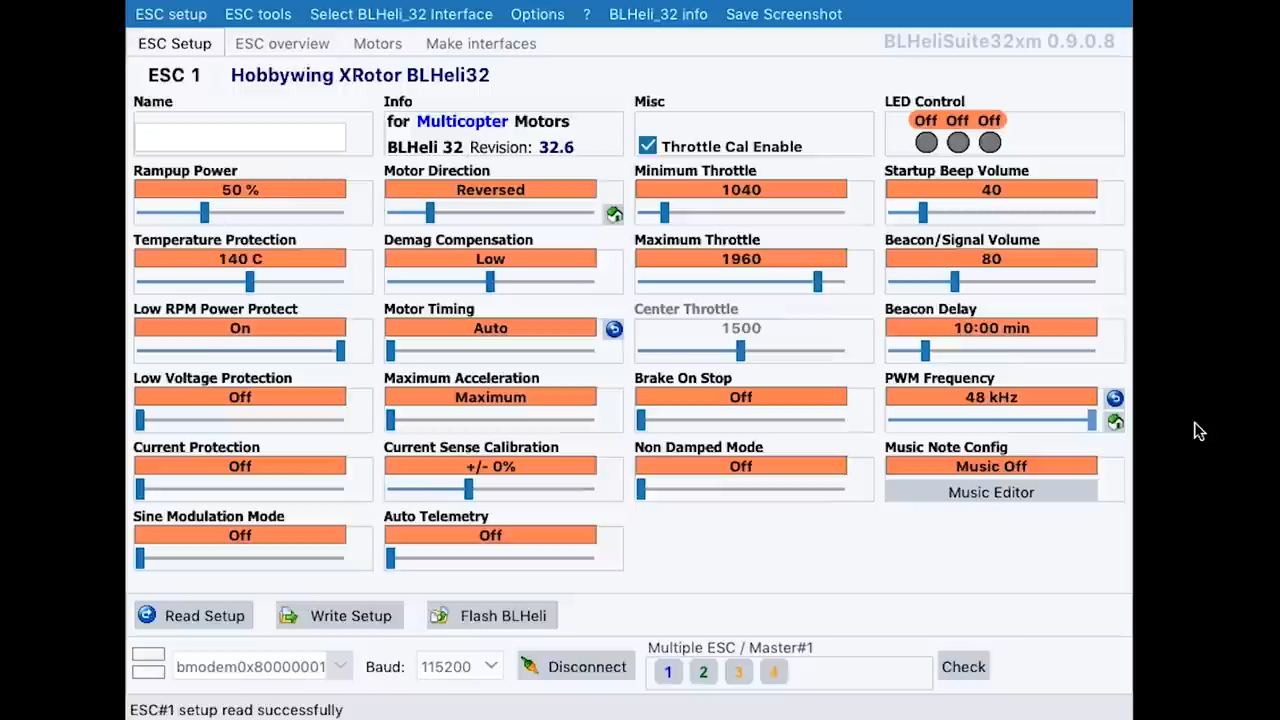 ESC setup ESC tools Select BLHeli_32 Interface Options ? BLHeli_32 info Save Screenshot
ESC Setup ESC overview Motors Make interfaces BLHeliSuite32xm 0.9.0.8
ESC 1 Hobbywing XRotor BLHeli32
Name Info Misc LED Control
for Multicopter Motors Off Off Off
BLHeli 32 Revision: 32.6 Throttle Cal Enable
Rampup Power Motor Direction Minimum Throttle Startup Beep Volume
50 % Reversed 1040 40
Temperature Protection Demag Compensation Maximum Throttle Beacon/Signal Volume
140 C Low 1960 80
Low RPM Power Protect Motor Timing Center Throttle Beacon Delay
On Auto 1500 10:00 min
Low Voltage Protection Maximum Acceleration Brake On Stop PWM Frequency
Off Maximum Off 48 kHz
Current Protection Current Sense Calibration Non Damped Mode Music Note Config
Off +/- 0% Off Music Off
Music Editor
Sine Modulation Mode Auto Telemetry
Off Off
Read Setup Write Setup Flash BLHeli
Multiple ESC / Master#1
bmodem0x80000001 Baud: 115200 Disconnect 1 2 3 4 Check
ESC#1 setup read successfully